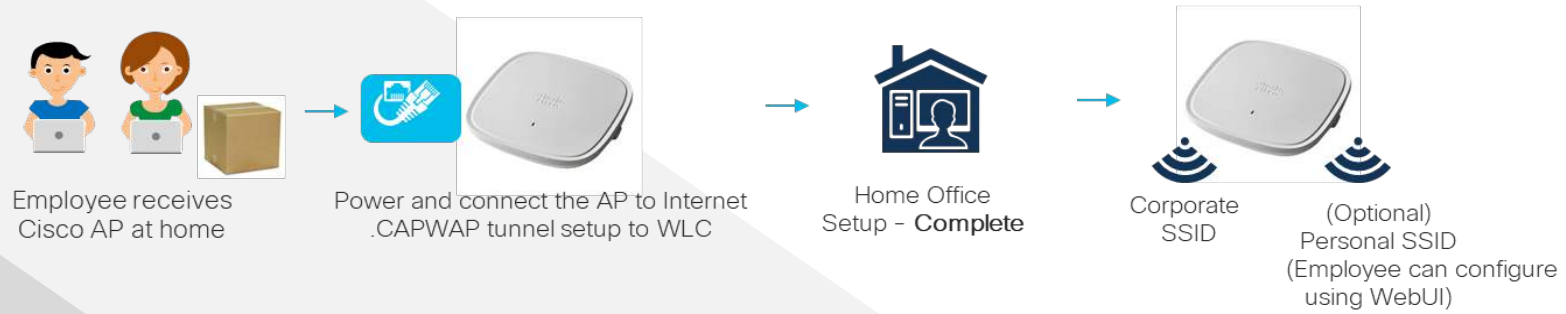 Employee receives
Cisco AP at home
Power and connect the AP to Internet
.CAPWAP tunnel setup to WLC
Home Office
Setup – Complete
Corporate
SSID
(Optional)
Personal SSID
(Employee can configure
using WebUI)